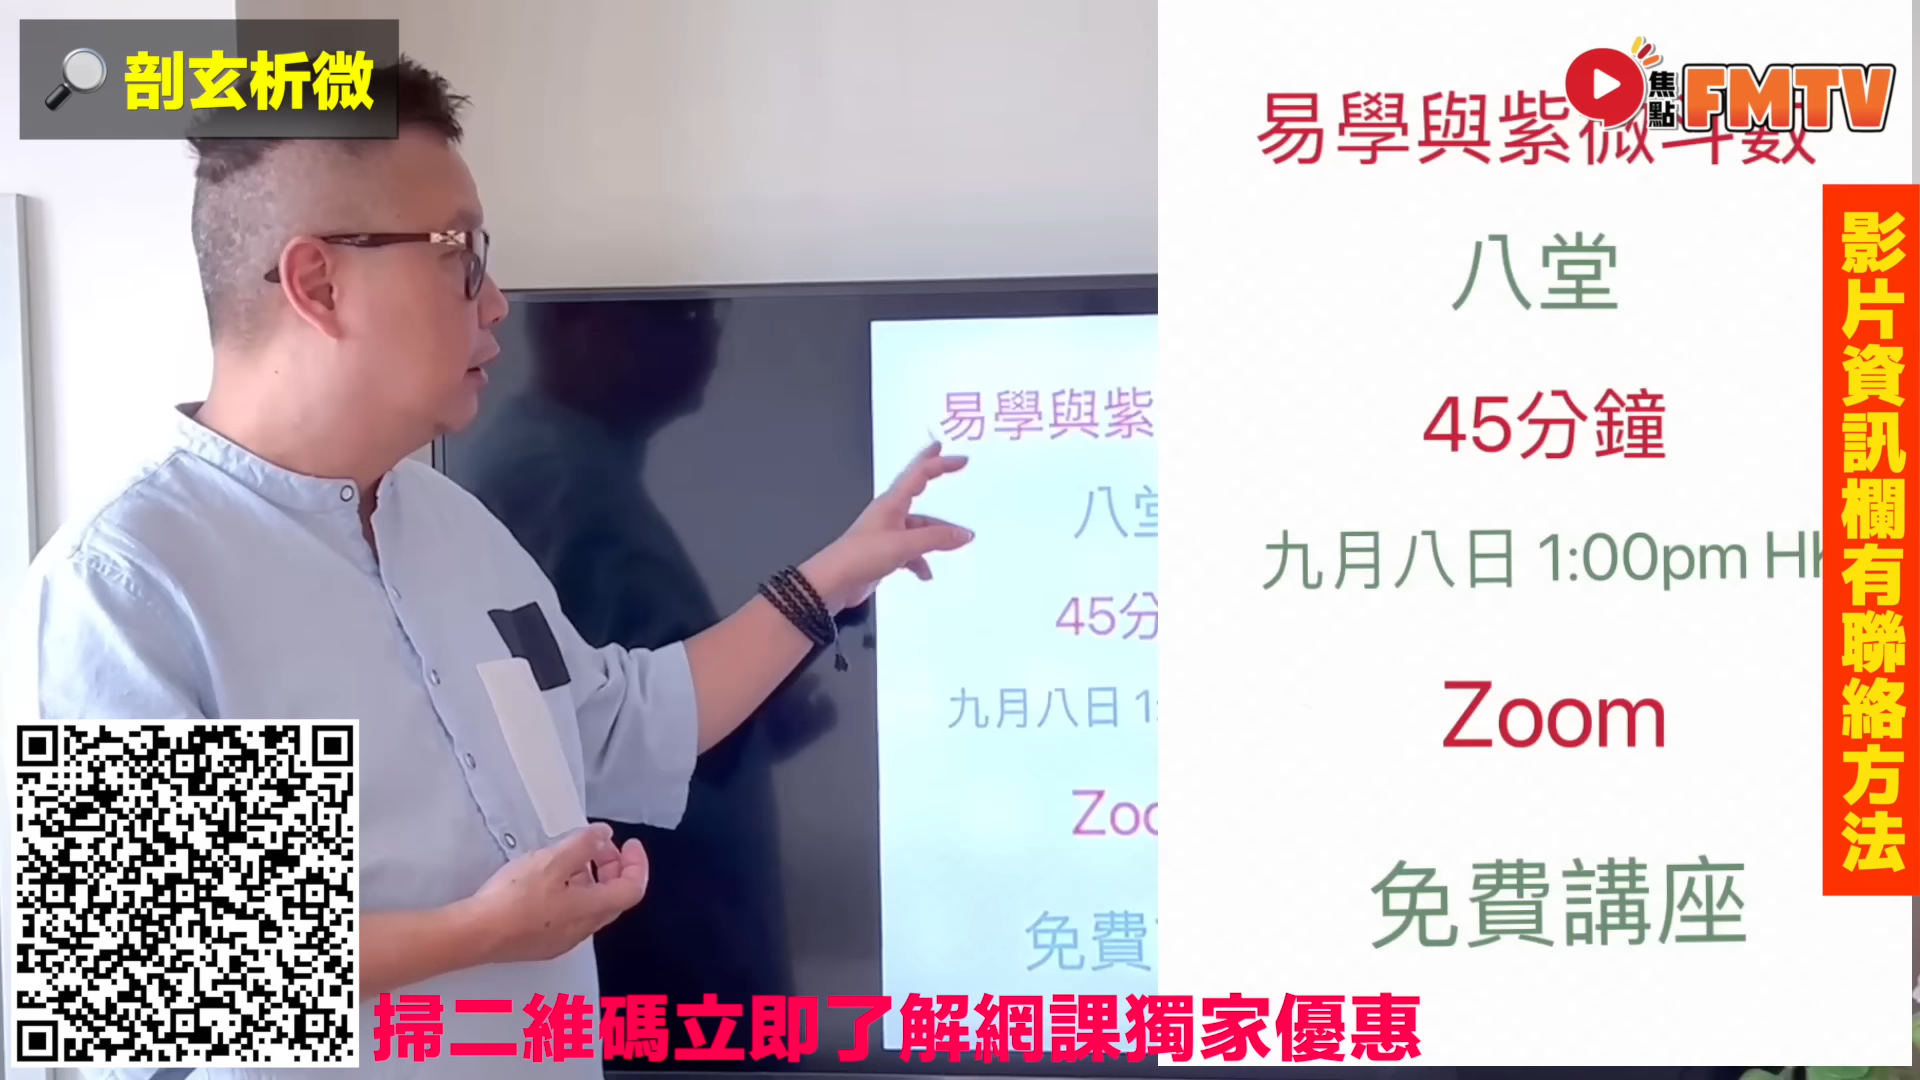 剖玄析微
焦點
FMTV
易學與紫微斗数
八堂
45分鐘
九月八日 1:00pm HK
Zoom
免費講座
影片資訊欄有聯絡方法
易學與紫
八堂
45分
九月八日 1:
Zoo
免費
掃二維碼立即了解網課獨家優惠